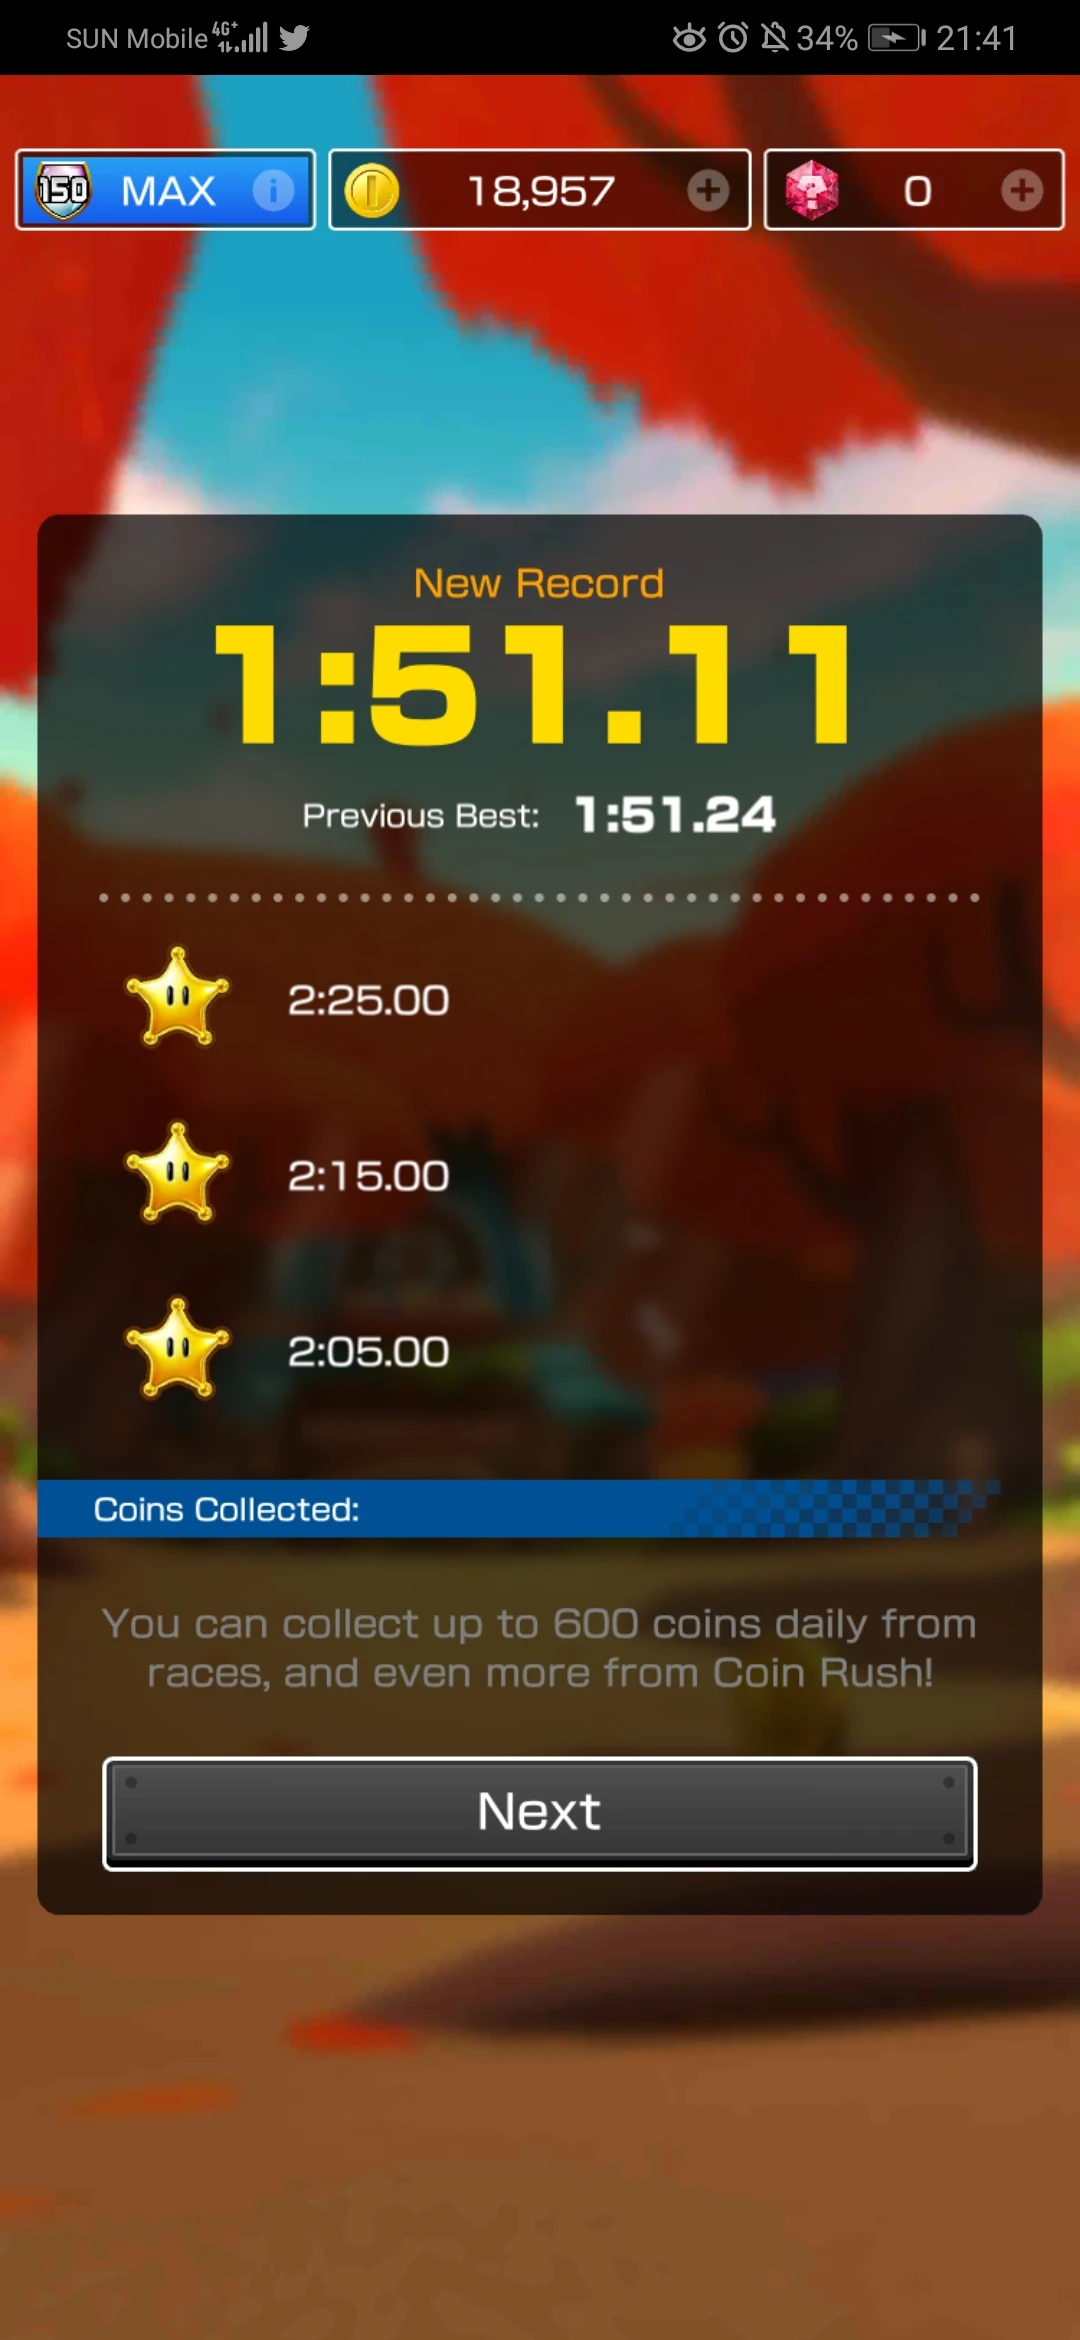 SUN Mobile 4G+ 34% 21:41
150 MAX i 18,957 + 0 +
New Record
1:51.11
Previous Best: 1:51.24
2:25.00
2:15.00
2:05.00
Coins Collected:
You can collect up to 600 coins daily from
races, and even more from Coin Rush!
Next